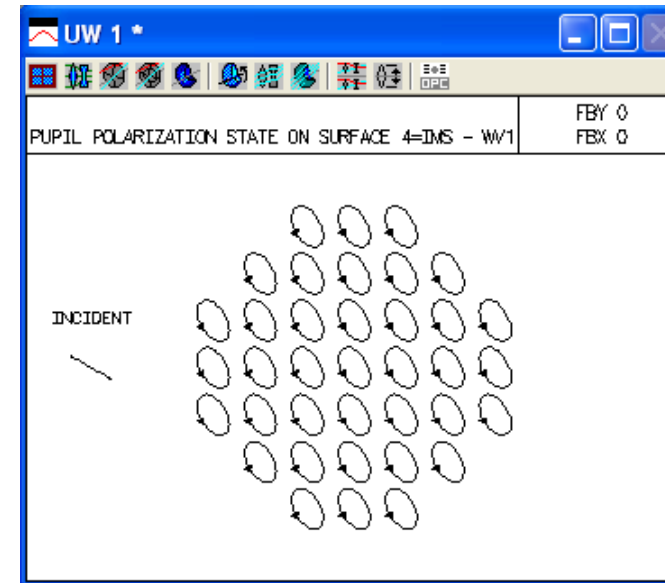 UW 1 *
FBY 0
PUPIL POLARIZATION STATE ON SURFACE 4=IMS - WV1
FBX 0
INCIDENT